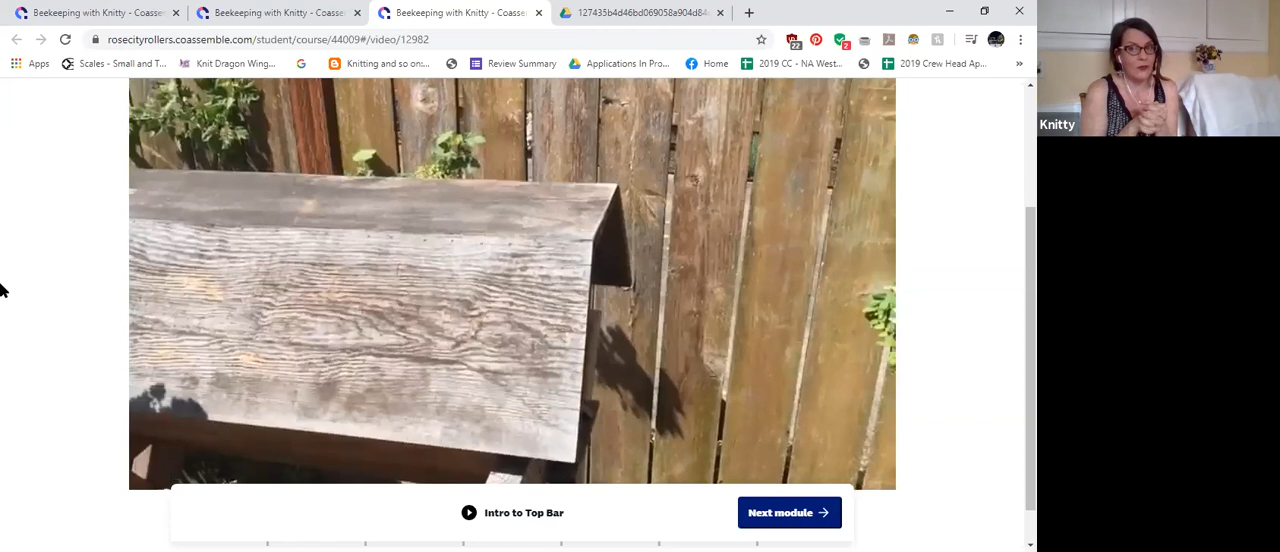 Beekeeping with Knitty - Coasse
Beekeeping with Knitty - Coasse
Beekeeping with Knitty - Coasse
127435b4d46bd069058a904d84
rosecityrollers.coassemble.com/student/course/44009#/video/12982
22
2
Apps
Scales - Small and T...
Knit Dragon Wing
Knitting and so on:...
Review Summary
Applications In Pro...
Home
2019 CC - NA West...
2019 Crew Head Ap...
»
Knitty
Intro to Top Bar
Next module